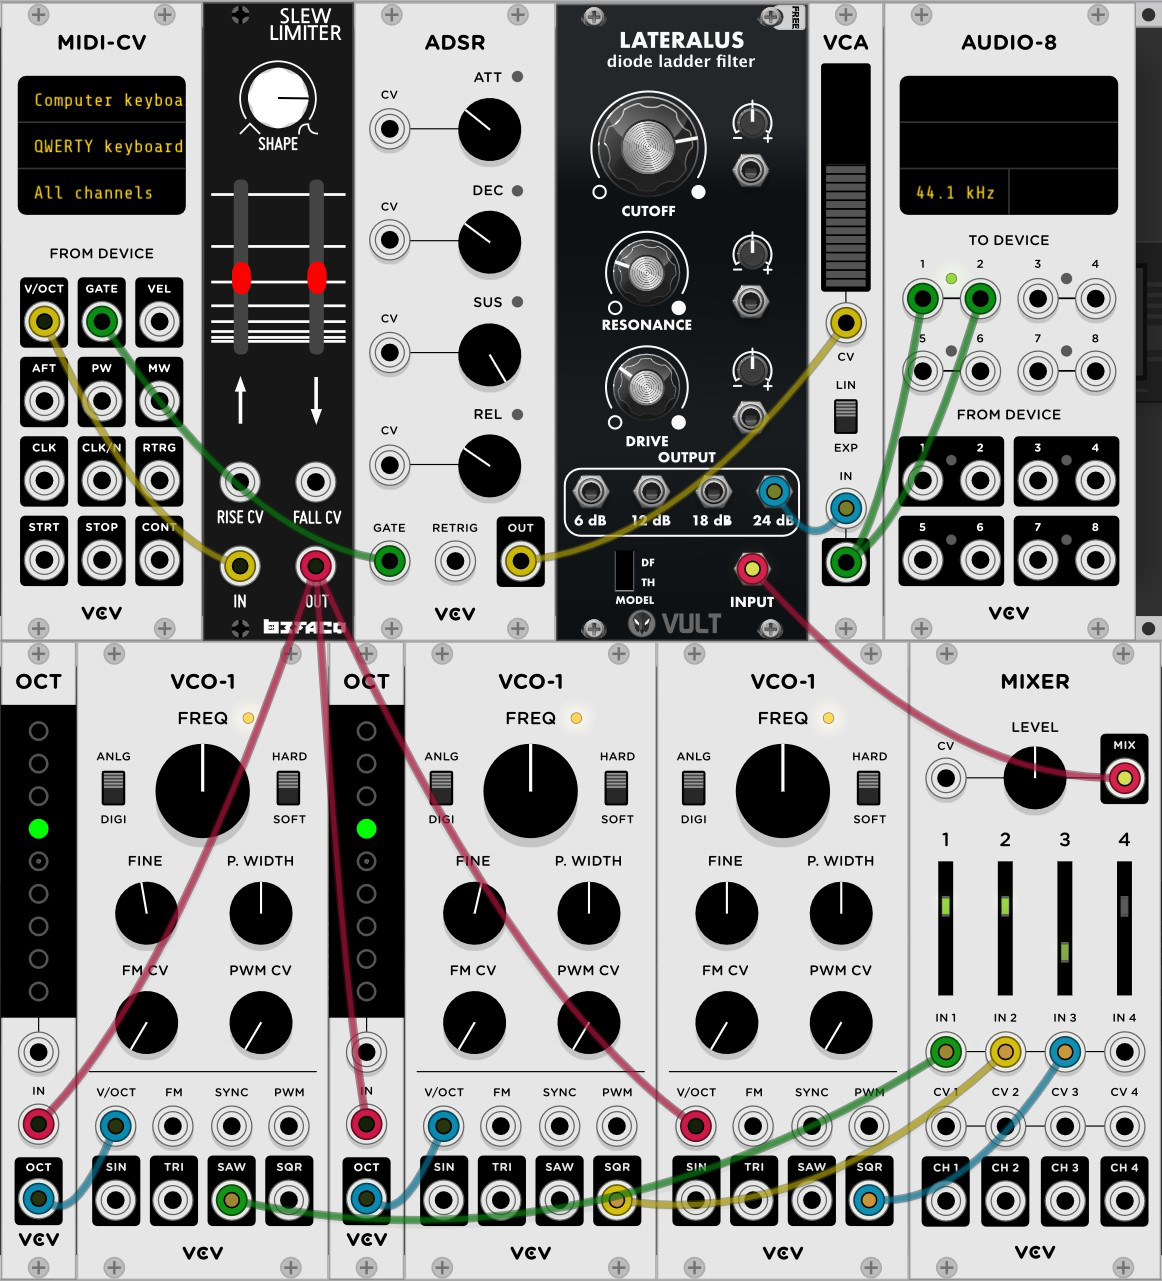 MIDI-CV
Computer keyboa
QWERTY keyboard
All channels
FROM DEVICE
V/OCT GATE VEL
AFT PW MW
CLK CLK/N RTRG
STRT STOP CONT
VCV
SLEW
LIMITER
SHAPE
RISE CV FALL CV
IN OUT
BEFACO
ADSR
ATT
CV
DEC
CV
SUS
CV
REL
CV
GATE RETRIG OUT
VCV
FREE
LATERALUS
diode ladder filter
- +
CUTOFF
- +
RESONANCE
- +
DRIVE
OUTPUT
6 dB 12 dB 18 dB 24 dB
DF
TH
MODEL
INPUT
VULT
VCA
CV
LIN
EXP
IN
AUDIO-8
44.1 kHz
TO DEVICE
1 2 3 4
5 6 7 8
FROM DEVICE
1 2 3 4
5 6 7 8
VCV
OCT
IN
OCT
VCV
VCO-1
FREQ
ANLG HARD
DIGI SOFT
FINE P. WIDTH
FM CV PWM CV
V/OCT FM SYNC PWM
SIN TRI SAW SQR
VCV
OCT
IN
OCT
VCV
VCO-1
FREQ
ANLG HARD
DIGI SOFT
FINE P. WIDTH
FM CV PWM CV
V/OCT FM SYNC PWM
SIN TRI SAW SQR
VCV
VCO-1
FREQ
ANLG HARD
DIGI SOFT
FINE P. WIDTH
FM CV PWM CV
V/OCT FM SYNC PWM
SIN TRI SAW SQR
VCV
MIXER
LEVEL
CV MIX
1 2 3 4
IN 1 IN 2 IN 3 IN 4
CV 1 CV 2 CV 3 CV 4
CH 1 CH 2 CH 3 CH 4
VCV